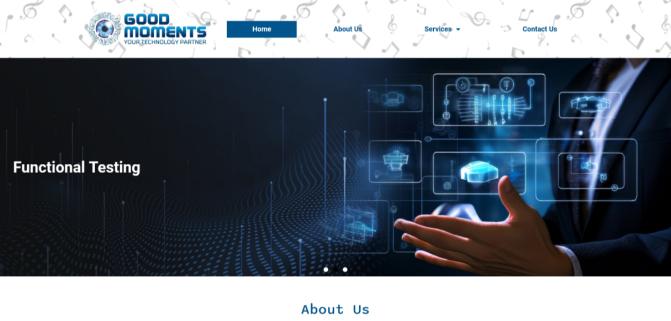 GOOD
MOMENTS
YOUR TECHNOLOGY PARTNER
Home
About Us
Services
Contact Us
Functional Testing
About Us